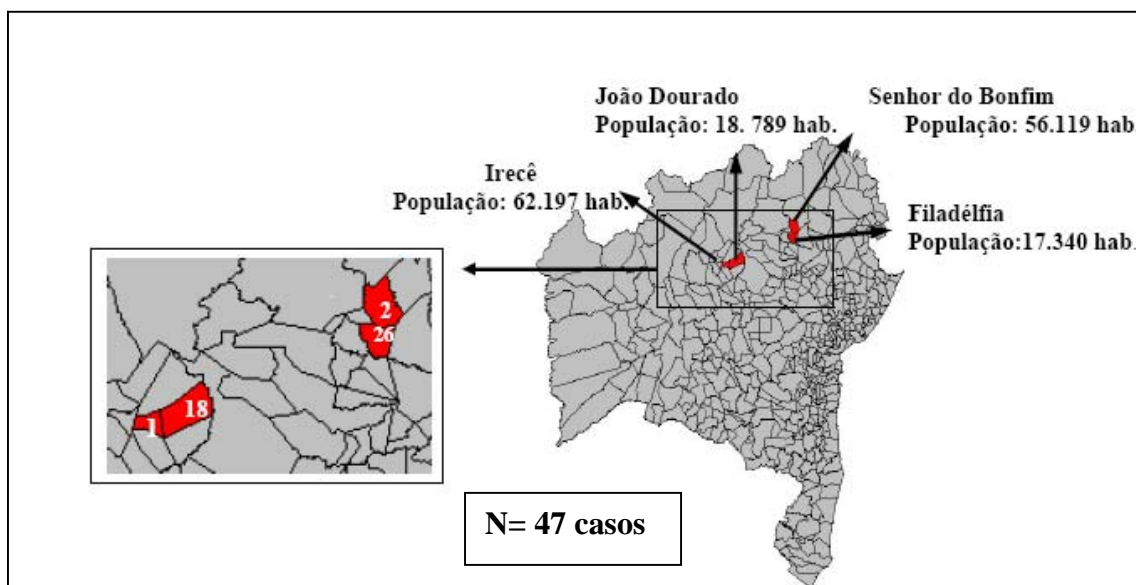 João Dourado
População: 18. 789 hab.
Senhor do Bonfim
População: 56.119 hab.
Irecê
População: 62.197 hab.
Filadélfia
População:17.340 hab.
2
26
18
1
N= 47 casos